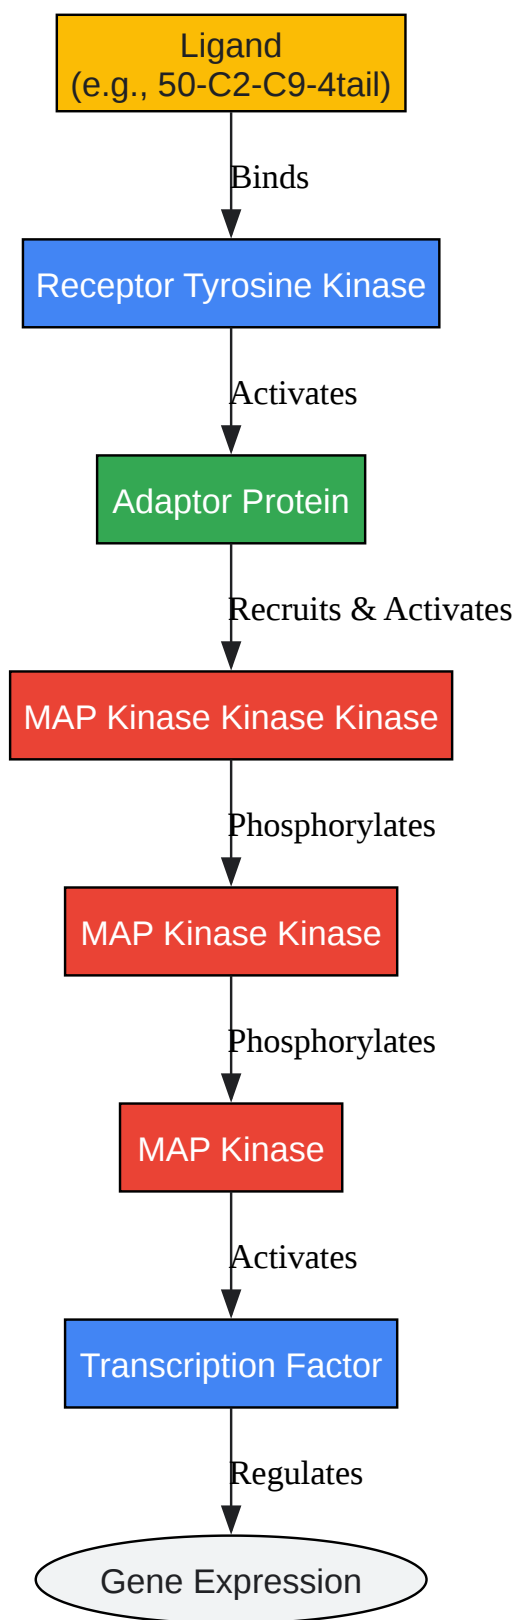 Ligand
(e.g., 50-C2-C9-4tail)
Binds
Receptor Tyrosine Kinase
Activates
Adaptor Protein
Recruits & Activates
MAP Kinase Kinase Kinase
Phosphorylates
MAP Kinase Kinase
Phosphorylates
MAP Kinase
Activates
Transcription Factor
Regulates
Gene Expression